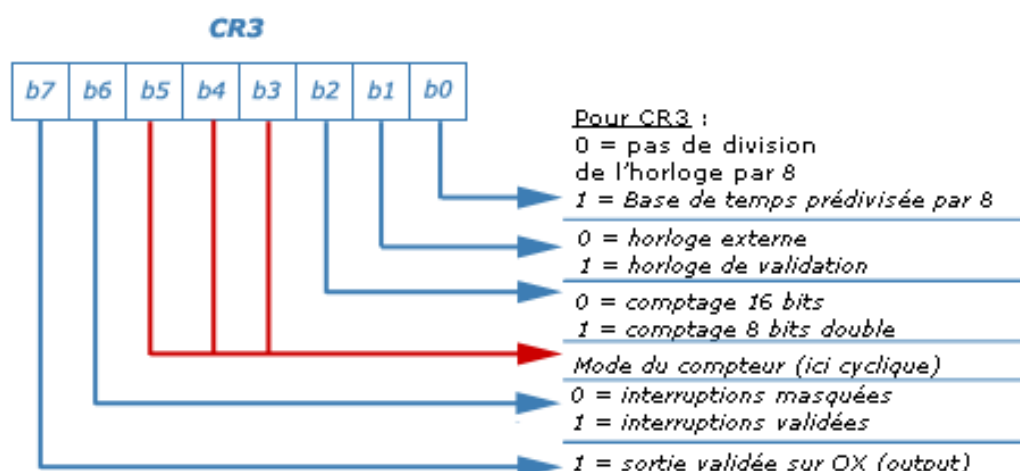 CR3
b7 b6 b5 b4 b3 b2 b1 b0
Pour CR3 :
0 = pas de division
de l'horloge par 8
1 = Base de temps prédivisée par 8
0 = horloge externe
1 = horloge de validation
0 = comptage 16 bits
1 = comptage 8 bits double
Mode du compteur (ici cyclique)
0 = interruptions masquées
1 = interruptions validées
1 = sortie validée sur OX (output)